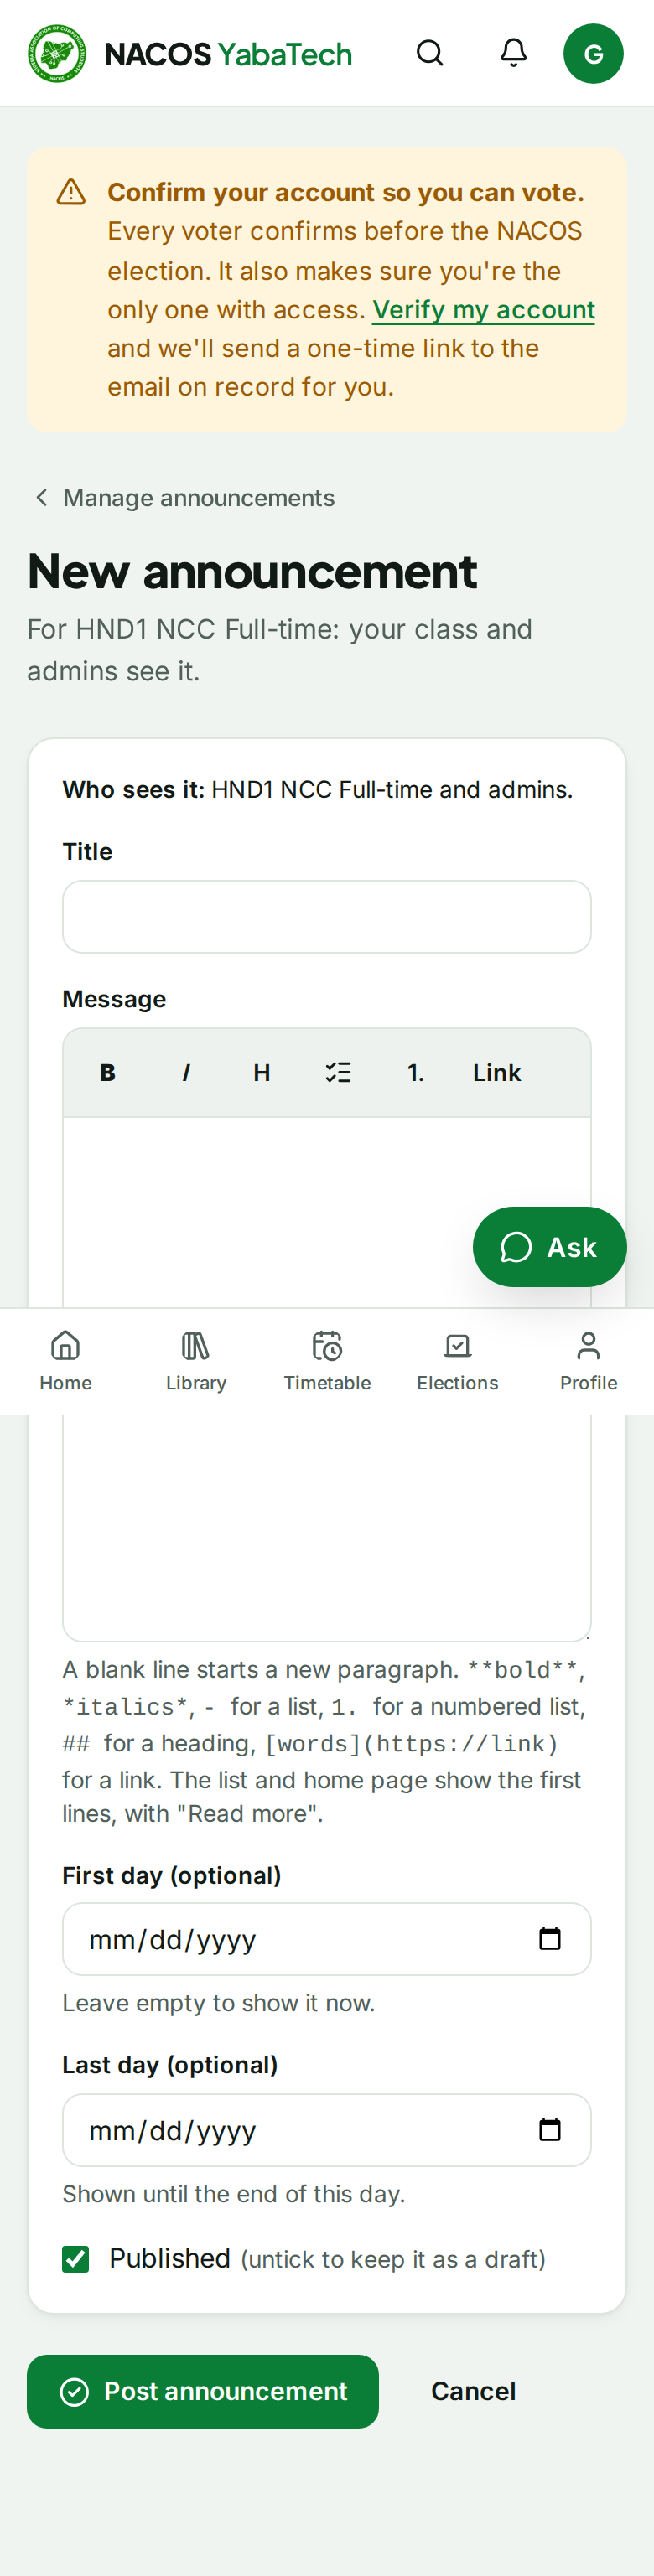 NACOS YabaTech
G
Confirm your account so you can vote.
Every voter confirms before the NACOS
election. It also makes sure you're the
only one with access. Verify my account
and we'll send a one-time link to the
email on record for you.
Manage announcements
New announcement
For HND1 NCC Full-time: your class and
admins see it.
Who sees it: HND1 NCC Full-time and admins.
Title
Message
B I H 1. Link
Ask
Home Library Timetable Elections Profile
A blank line starts a new paragraph. **bold**,
*italics*, - for a list, 1. for a numbered list,
## for a heading, [words](https://link)
for a link. The list and home page show the first
lines, with "Read more".
First day (optional)
mm/dd/yyyy
Leave empty to show it now.
Last day (optional)
mm/dd/yyyy
Shown until the end of this day.
Published (untick to keep it as a draft)
Post announcement Cancel